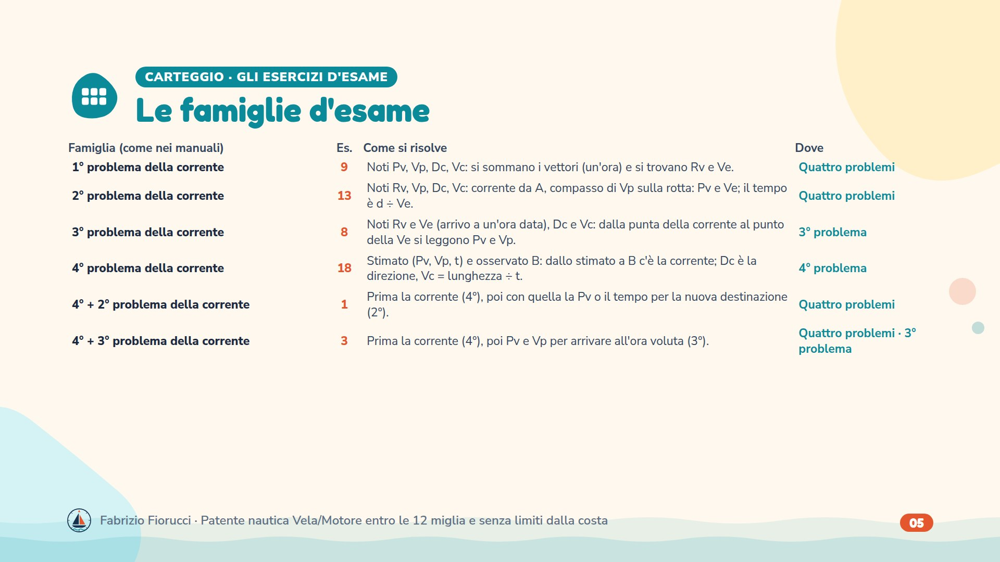 CARTEGGIO · GLI ESERCIZI D'ESAME
Le famiglie d'esame
Famiglia (come nei manuali) Es. Come si risolve Dove
1° problema della corrente 9 Noti Pv, Vp, Dc, Vc: si sommano i vettori (un'ora) e si trovano Rv e Ve. Quattro problemi
2° problema della corrente 13 Noti Rv, Vp, Dc, Vc: corrente da A, compasso di Vp sulla rotta: Pv e Ve; il tempo
è d ÷ Ve. Quattro problemi
3° problema della corrente 8 Noti Rv e Ve (arrivo a un'ora data), Dc e Vc: dalla punta della corrente al punto
della Ve si leggono Pv e Vp. 3° problema
4° problema della corrente 18 Stimato (Pv, Vp, t) e osservato B: dallo stimato a B c'è la corrente; Dc è la
direzione, Vc = lunghezza ÷ t. 4° problema
4° + 2° problema della corrente 1 Prima la corrente (4°), poi con quella la Pv o il tempo per la nuova destinazione
(2°). Quattro problemi
4° + 3° problema della corrente 3 Prima la corrente (4°), poi Pv e Vp per arrivare all'ora voluta (3°). Quattro problemi · 3°
problema
Fabrizio Fiorucci · Patente nautica Vela/Motore entro le 12 miglia e senza limiti dalla costa
05